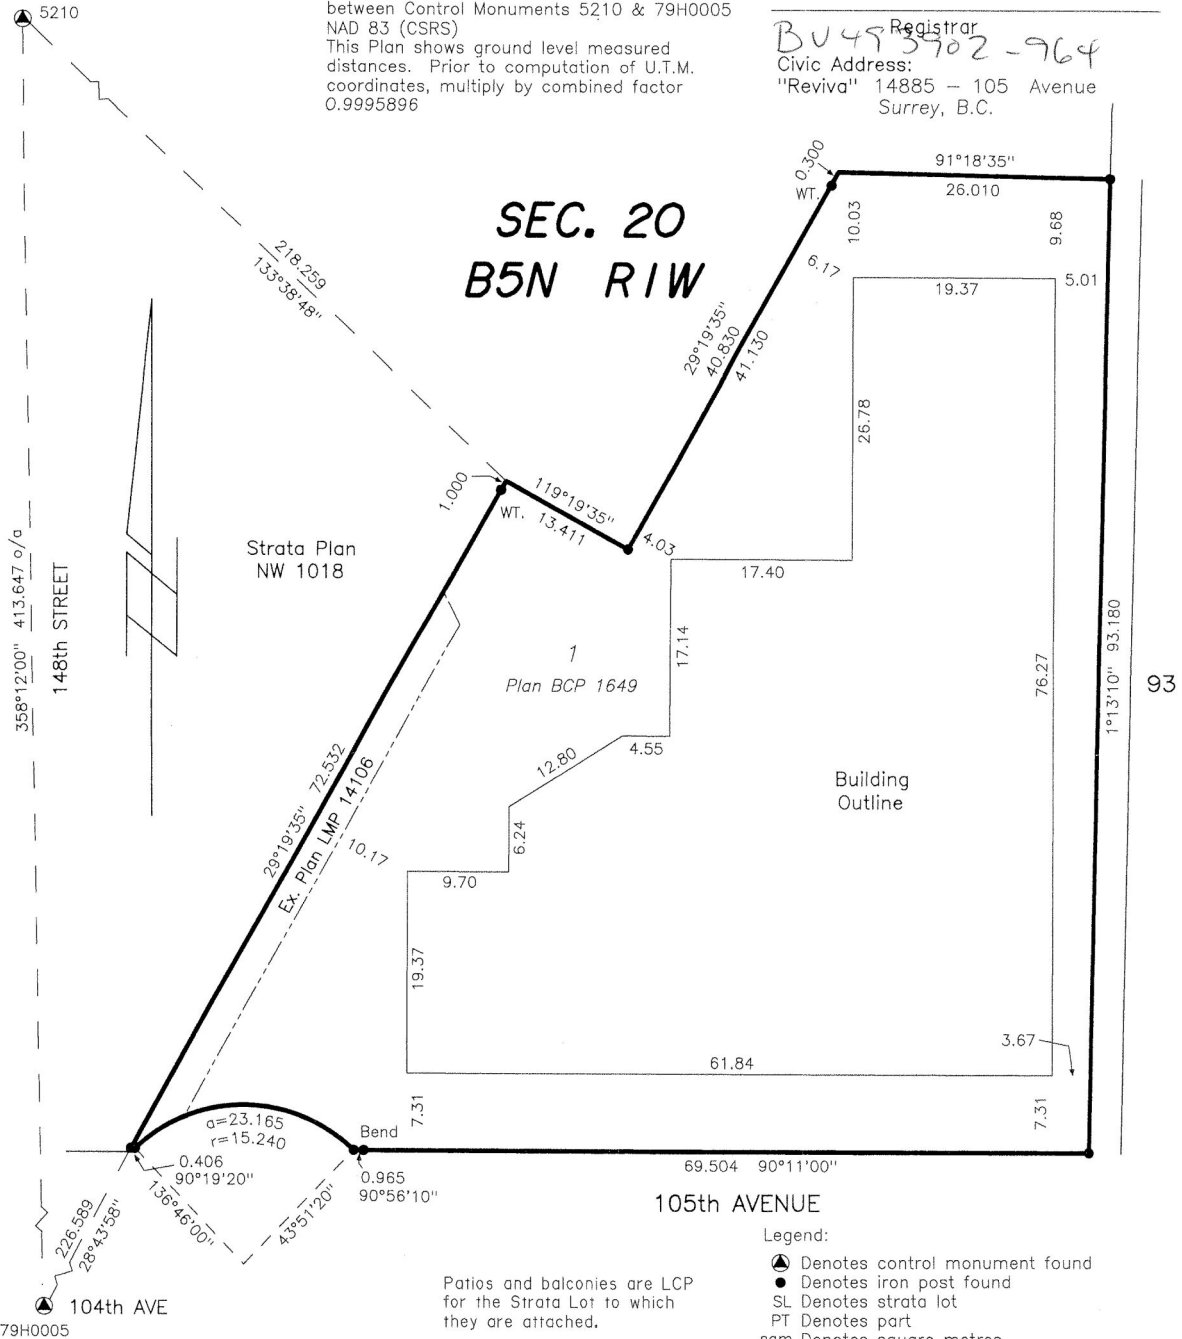 5210
between Control Monuments 5210 & 79H0005
NAD 83 (CSRS)
This Plan shows ground level measured
distances. Prior to computation of U.T.M.
coordinates, multiply by combined factor
0.9995896
Registrar
BV493902-964
Civic Address:
"Reviva" 14885 – 105 Avenue
Surrey, B.C.
SEC. 20
B5N R1W
0.300
WT.
91°18'35"
26.010
10.03
9.68
6.17
19.37
5.01
218.259
133°38'48"
29°19'35"
40.830
41.130
26.78
1.000
WT.
119°19'35"
13.411
4.03
17.40
Strata Plan
NW 1018
358°12'00" 413.647 o/a
148th STREET
1
Plan BCP 1649
17.14
76.27
1°13'10" 93.180
93
4.55
12.80
Building
Outline
29°19'35" 72.532
Ex. Plan LMP 14106
10.17
6.24
9.70
19.37
3.67
61.84
7.31
7.31
a=23.165
r=15.240
Bend
0.406
90°19'20"
0.965
90°56'10"
69.504 90°11'00"
136°46'00"
43°51'20"
226.589
28°43'58"
105th AVENUE
104th AVE
79H0005
Patios and balconies are LCP
for the Strata Lot to which
they are attached.
Legend:
Denotes control monument found
Denotes iron post found
SL Denotes strata lot
PT Denotes part
sqm Denotes square metres